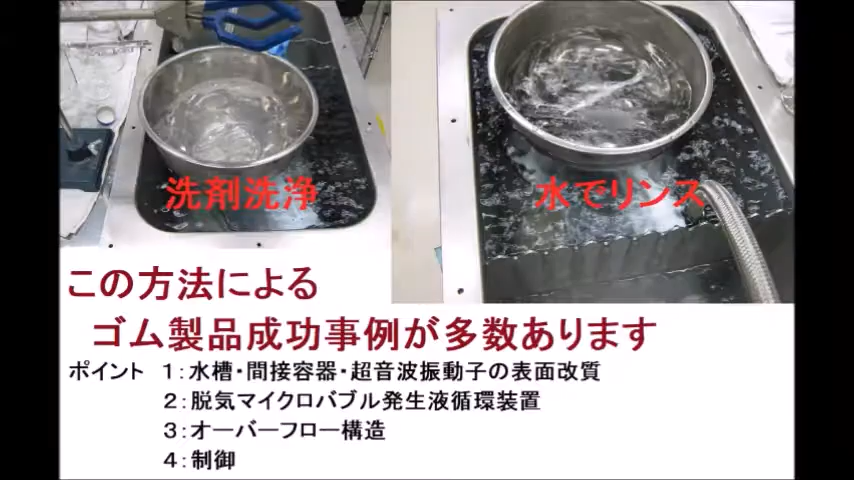 洗剤洗浄
水でリンス
この方法による
ゴム製品成功事例が多数あります
ポイント 1：水槽・間接容器・超音波振動子の表面改質
2：脱気マイクロバブル発生液循環装置
3：オーバーフロー構造
4：制御